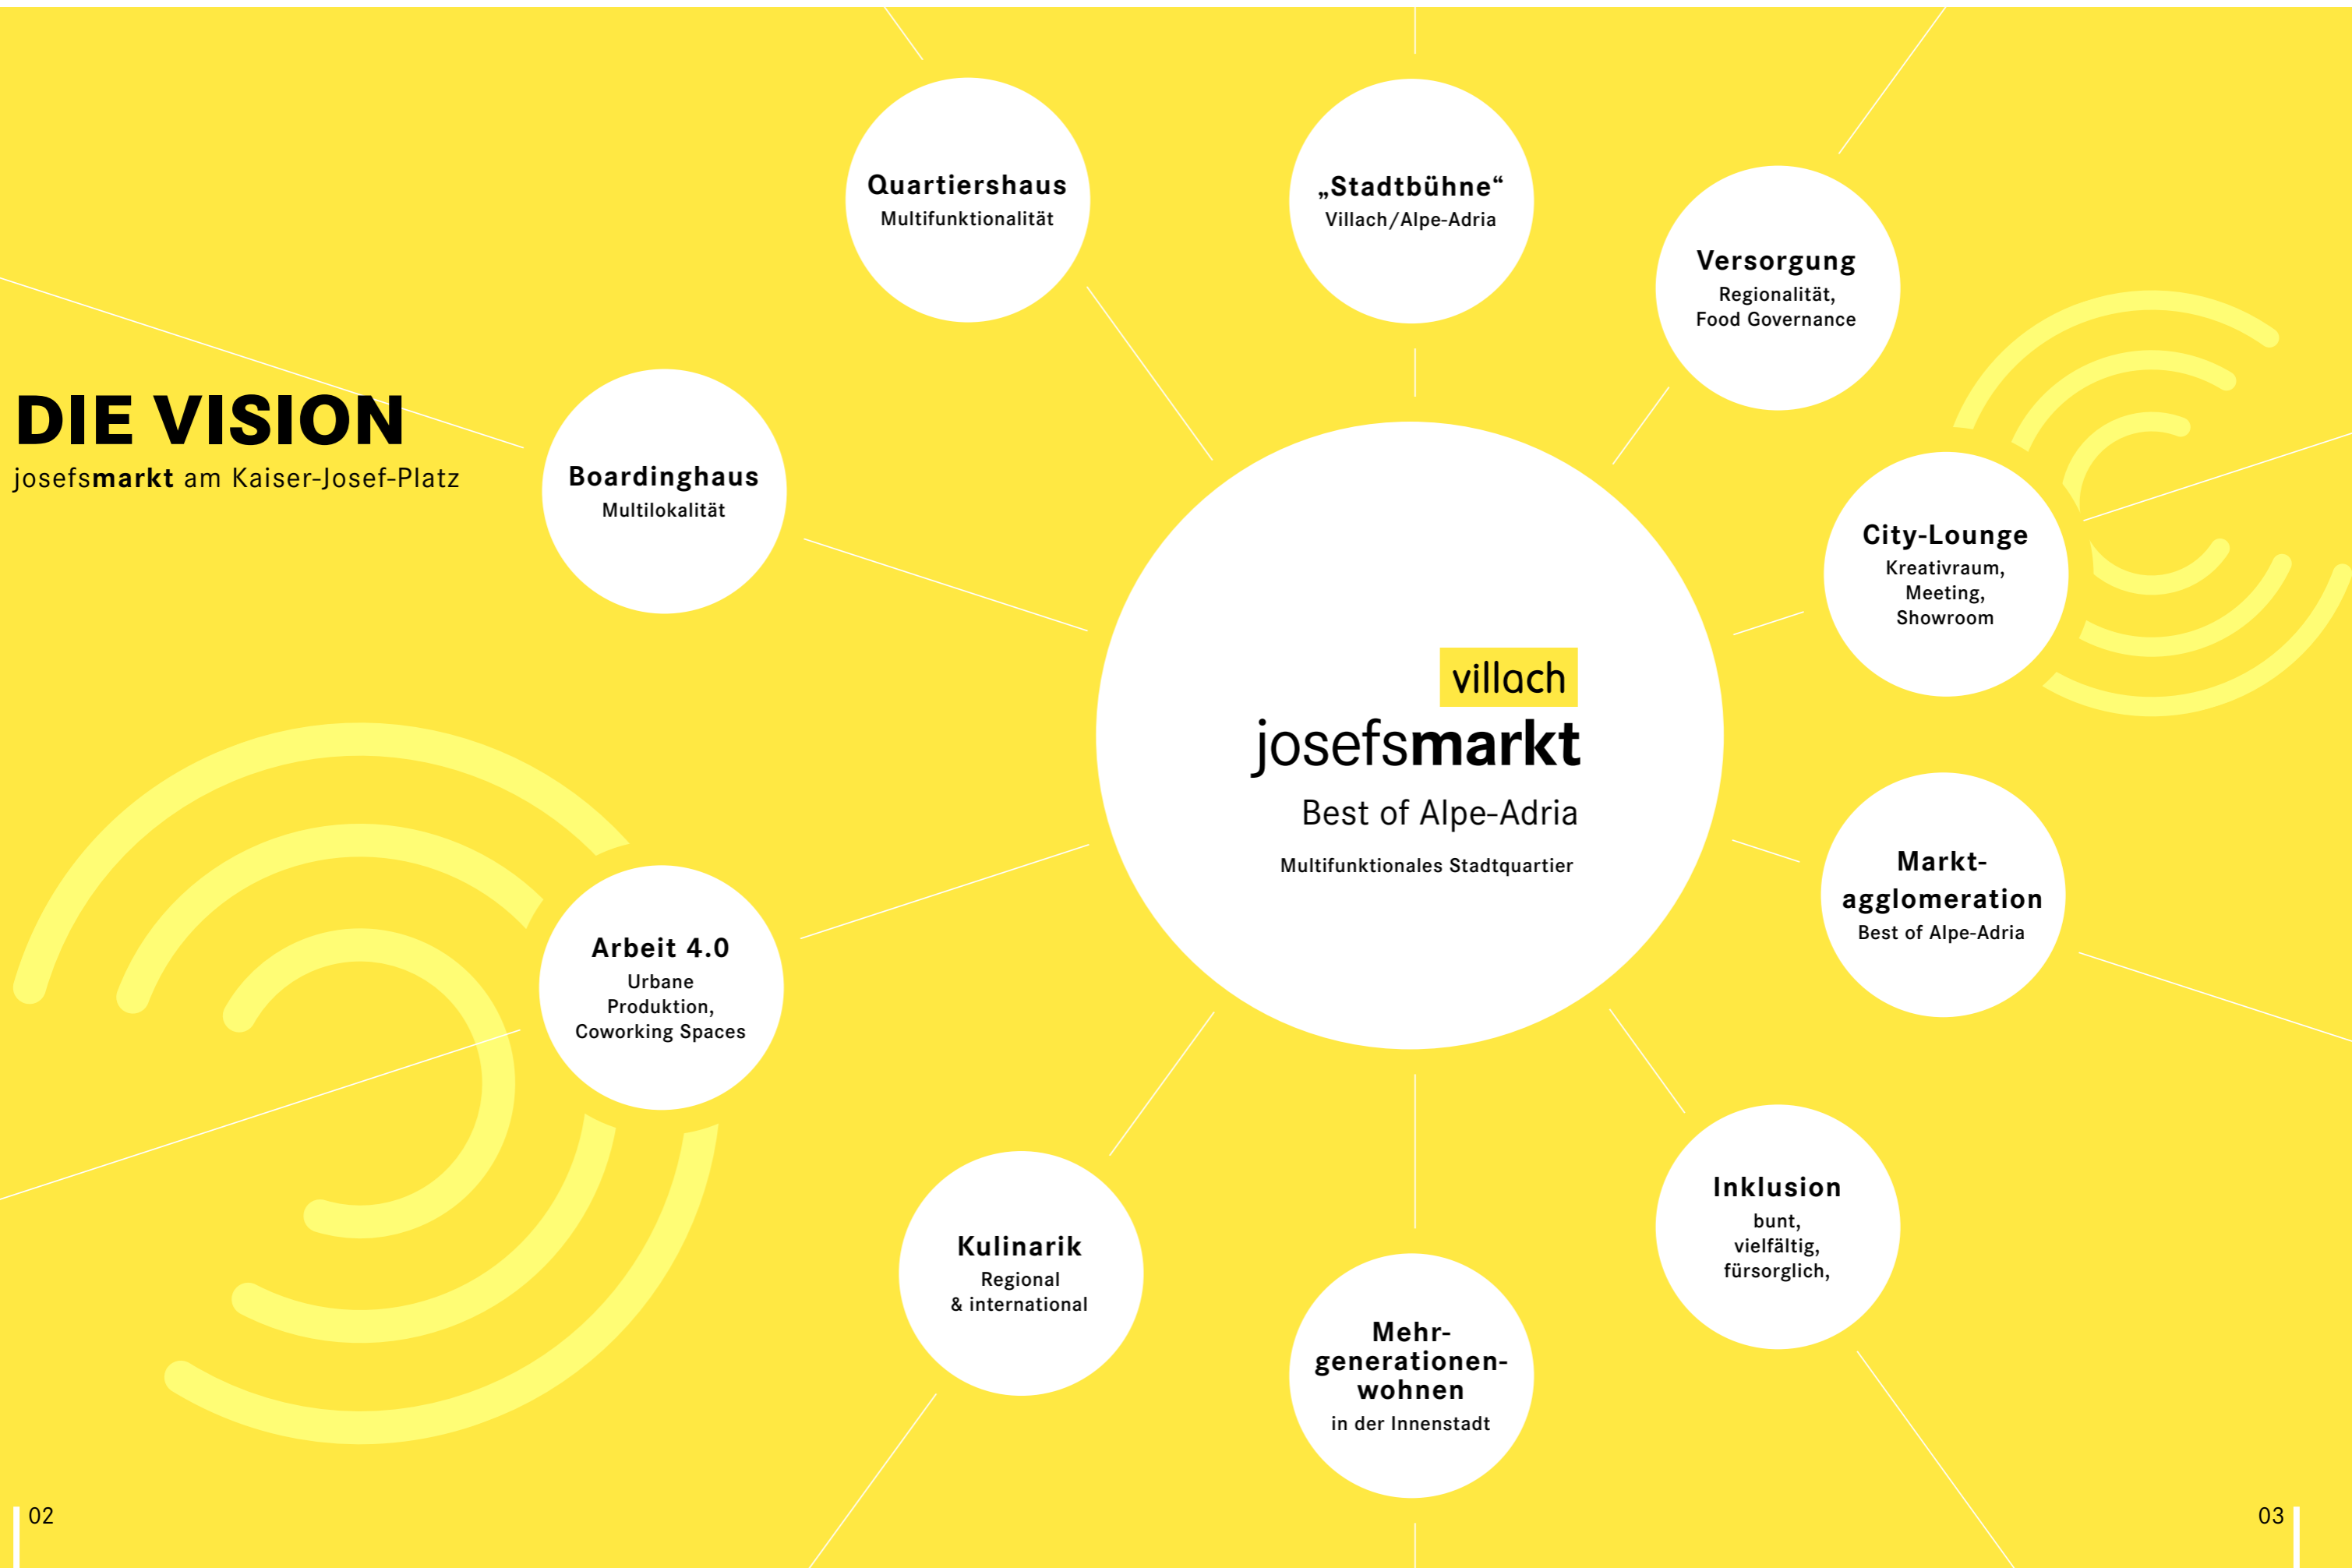 DIE VISION
josefsmarkt am Kaiser-Josef-Platz
Quartiershaus
Multifunktionalität
„Stadtbühne“
Villach/Alpe-Adria
Versorgung
Regionalität,
Food Governance
Boardinghaus
Multilokalität
City-Lounge
Kreativraum,
Meeting,
Showroom
villach
josefsmarkt
Best of Alpe-Adria
Multifunktionales Stadtquartier
Markt-
agglomeration
Best of Alpe-Adria
Arbeit 4.0
Urbane
Produktion,
Coworking Spaces
Inklusion
bunt,
vielfältig,
fürsorglich,
Kulinarik
Regional
& international
Mehr-
generationen-
wohnen
in der Innenstadt
02
03